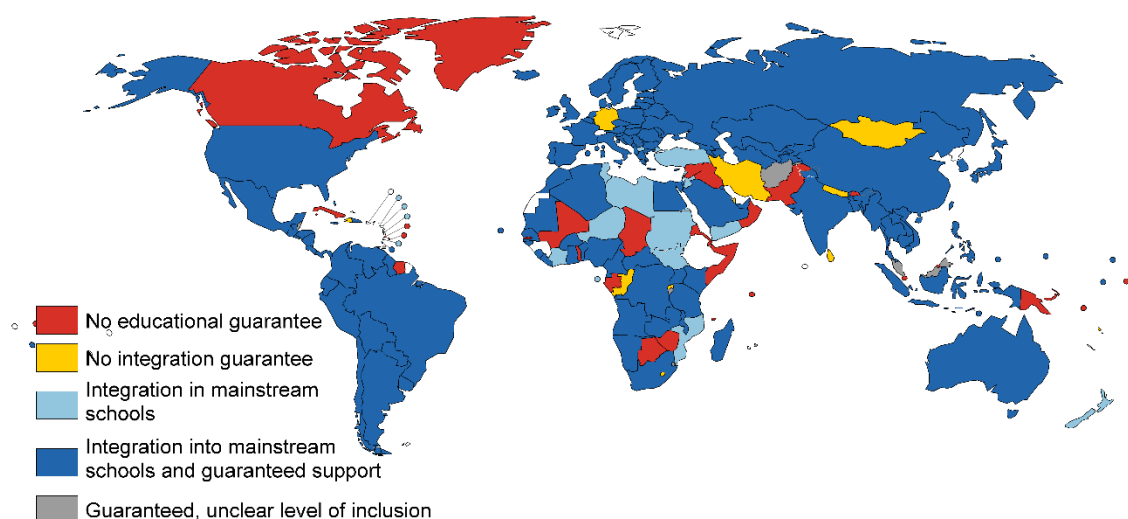 No educational guarantee
No integration guarantee
Integration in mainstream
schools
Integration into mainstream
schools and guaranteed support
Guaranteed, unclear level of inclusion